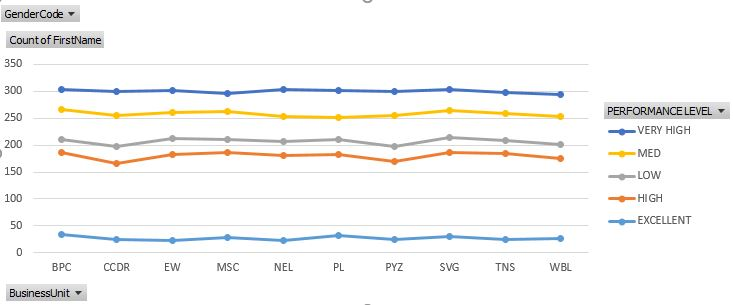 GenderCode
Count of FirstName
350
300
250
200
150
100
50
0
BPC CCDR EW MSC NEL PL PYZ SVG TNS WBL
PERFORMANCE LEVEL
VERY HIGH
MED
LOW
HIGH
EXCELLENT
BusinessUnit